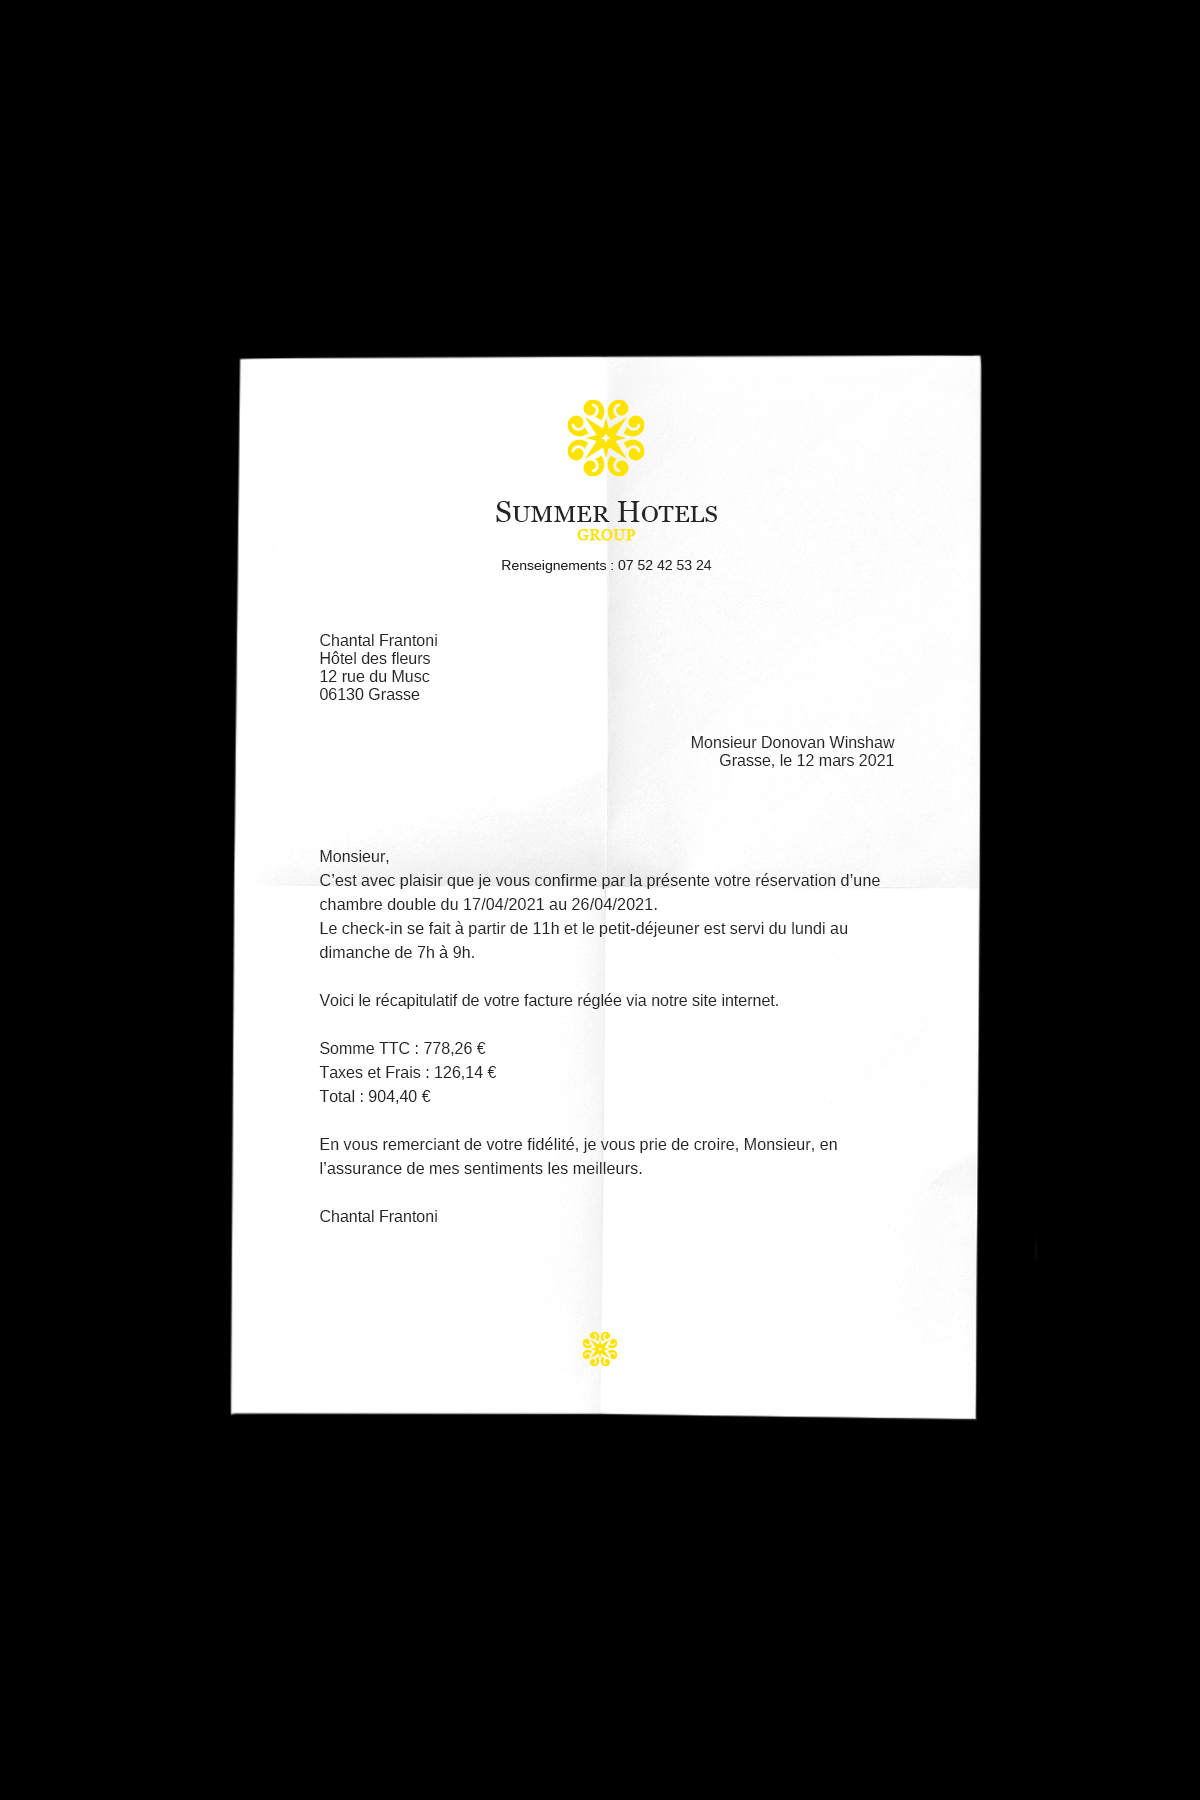 SUMMER HOTELS
GROUP
Renseignements : 07 52 42 53 24
Chantal Frantoni
Hôtel des fleurs
12 rue du Musc
06130 Grasse
Monsieur Donovan Winshaw
Grasse, le 12 mars 2021
Monsieur,
C’est avec plaisir que je vous confirme par la présente votre réservation d’une
chambre double du 17/04/2021 au 26/04/2021.
Le check-in se fait à partir de 11h et le petit-déjeuner est servi du lundi au
dimanche de 7h à 9h.
Voici le récapitulatif de votre facture réglée via notre site internet.
Somme TTC : 778,26 €
Taxes et Frais : 126,14 €
Total : 904,40 €
En vous remerciant de votre fidélité, je vous prie de croire, Monsieur, en
l’assurance de mes sentiments les meilleurs.
Chantal Frantoni